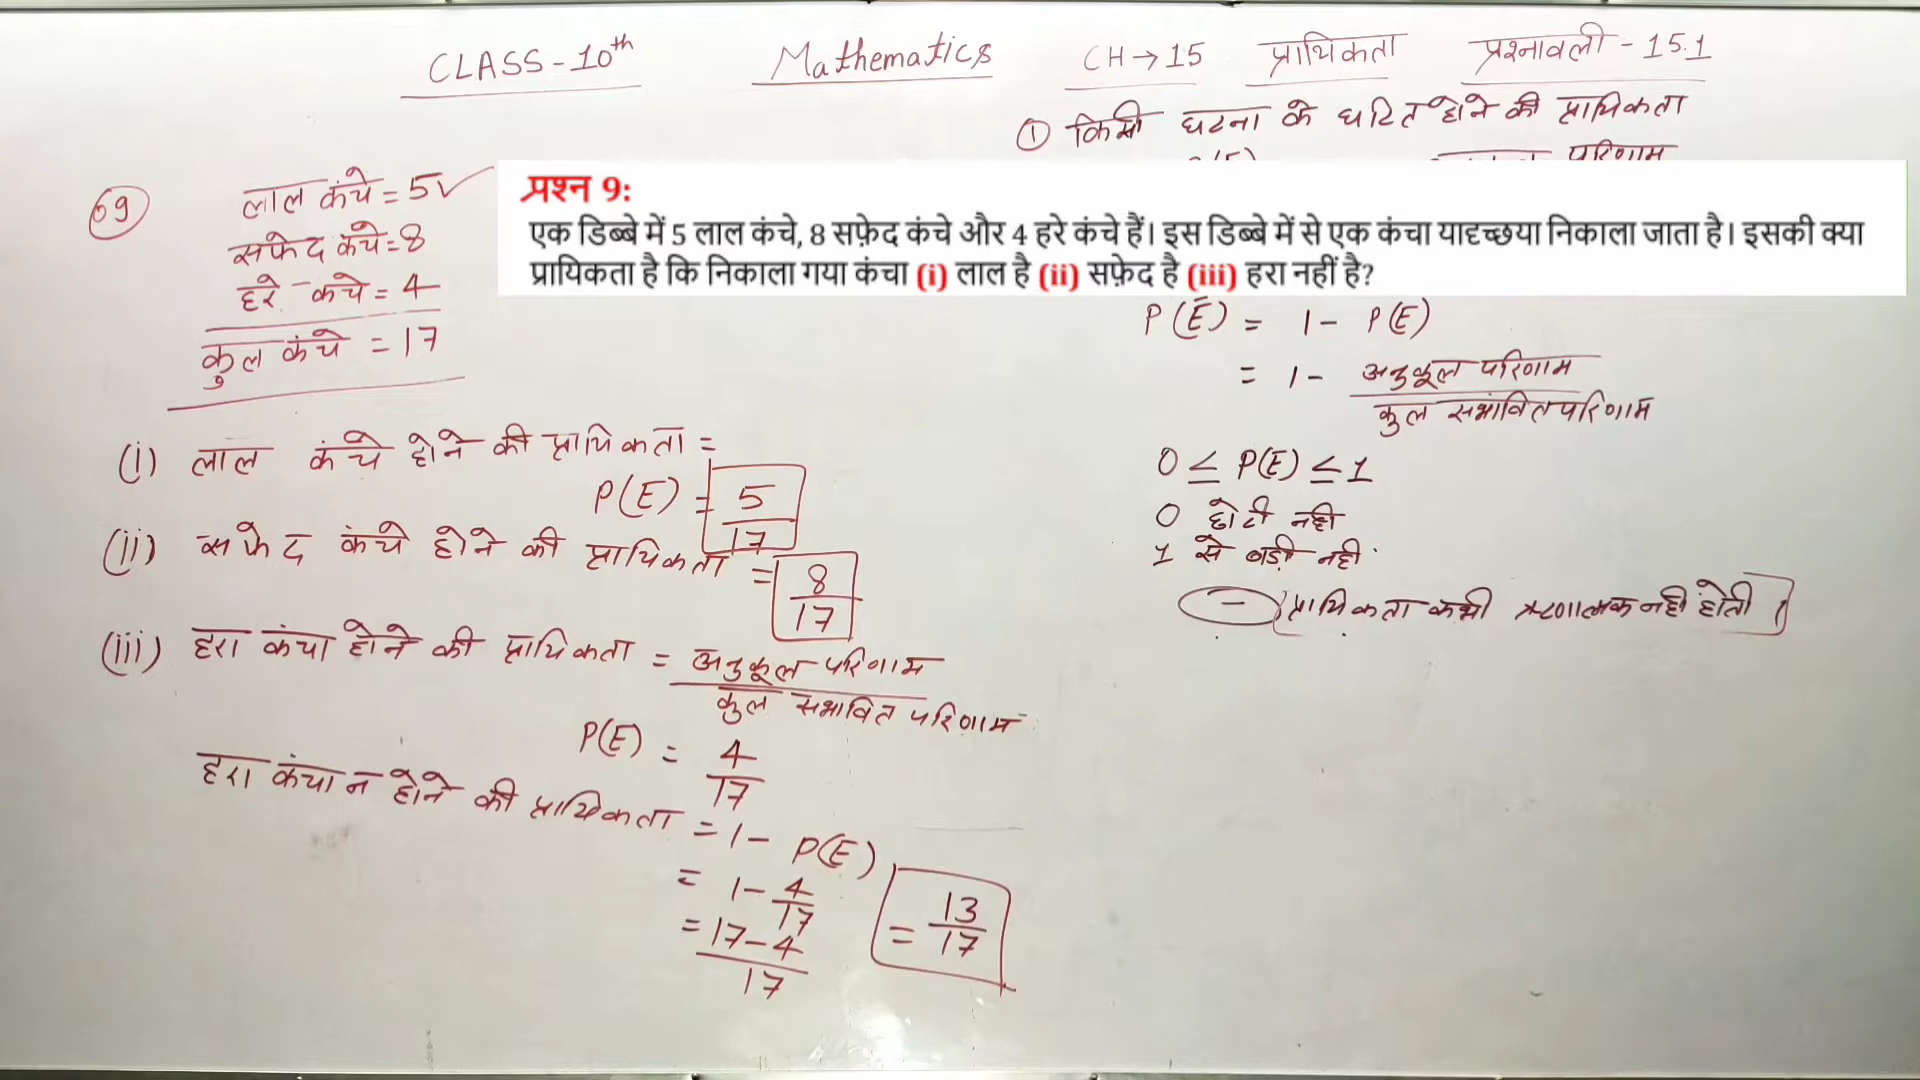 CLASS-10th Mathematics CH→15 प्रायिकता प्रश्नावली-15.1
① किसी घटना के घटित होने की प्रायिकता
परिणाम
लाल कंचे = 5✓
सफेद कंचे = 8
हरे कंचे = 4
कुल कंचे = 17
प्रश्न 9:
एक डिब्बे में 5 लाल कंचे, 8 सफ़ेद कंचे और 4 हरे कंचे हैं। इस डिब्बे में से एक कंचा यादृच्छया निकाला जाता है। इसकी क्या
प्रायिकता है कि निकाला गया कंचा (i) लाल है (ii) सफ़ेद है (iii) हरा नहीं है?
(i) लाल कंचे होने की प्रायिकता =
P(E) = 5/17
(ii) सफेद कंचे होने की प्रायिकता = 8/17
(iii) हरा कंचा होने की प्रायिकता = अनुकूल परिणाम
कुल सभांवित परिणाम
P(E) = 4/17
हरा कंचा न होने की प्रायिकता = 1 - P(E)
= 1 - 4/17
= 17-4
17
= 13/17
P(Ē) = 1 - P(E)
= 1 - अनुकूल परिणाम
कुल सभांवित परिणाम
0 ≤ P(E) ≤ 1
0 छोटी नही
1 से बड़ी नही
- प्रायिकता कभी ऋणात्मक नही होती